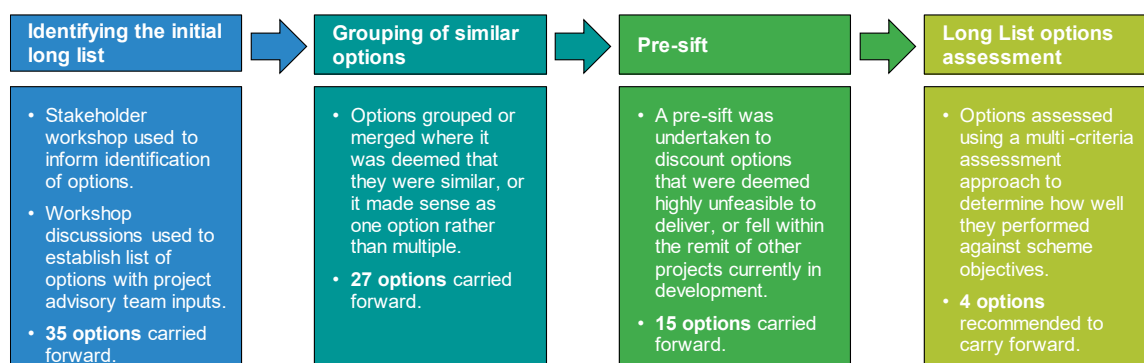 Identifying the initial
long list
Grouping of similar
options
Pre-sift
Long List options
assessment
• Stakeholder
workshop used to
inform identification
of options.
• Workshop
discussions used to
establish list of
options with project
advisory team inputs.
• 35 options carried
forward.
• Options grouped or
merged where it
was deemed that
they were similar, or
it made sense as
one option rather
than multiple.
• 27 options carried
forward.
• A pre-sift was
undertaken to
discount options
that were deemed
highly unfeasible to
deliver, or fell within
the remit of other
projects currently in
development.
• 15 options carried
forward.
• Options assessed
using a multi -criteria
assessment
approach to
determine how well
they performed
against scheme
objectives.
• 4 options
recommended to
carry forward.